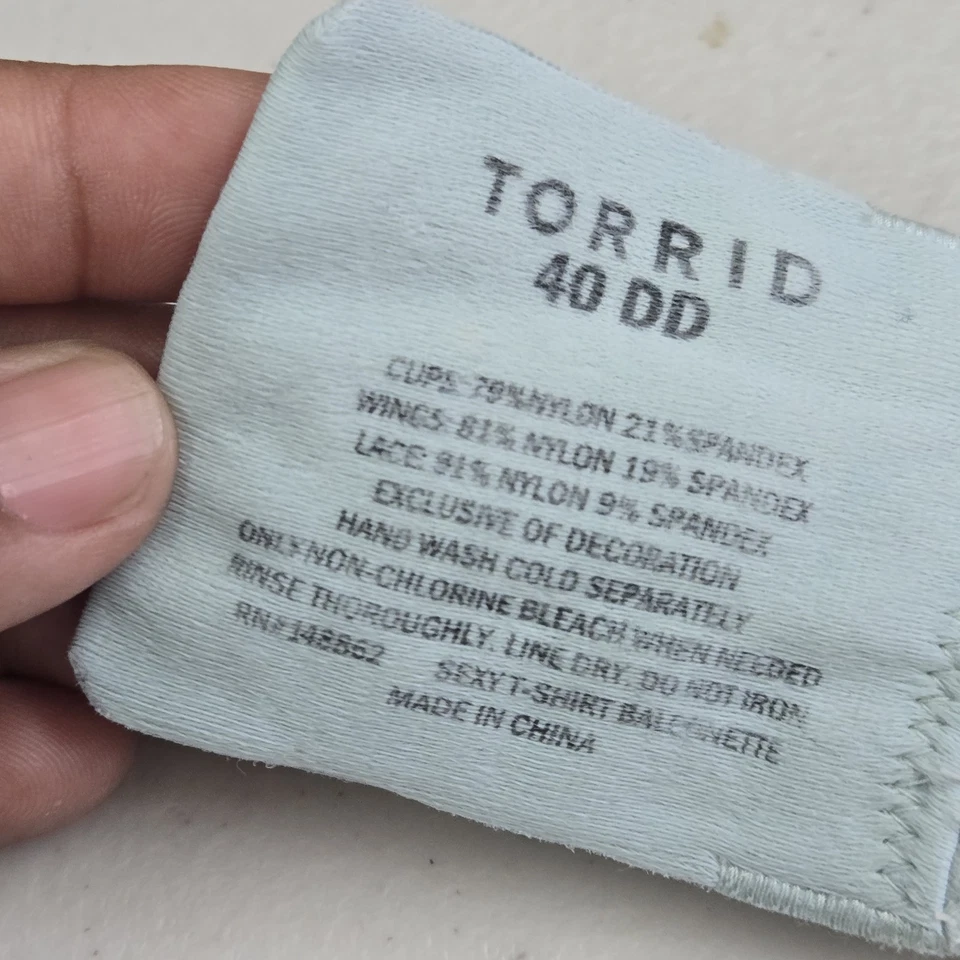 TORRID
40 DD
CUPS: 79% NYLON 21% SPANDEX
WINGS: 81% NYLON 19% SPANDEX
LACE: 91% NYLON 9% SPANDEX
EXCLUSIVE OF DECORATION
HAND WASH COLD SEPARATELY
ONLY NON-CHLORINE BLEACH WHEN NEEDED
RINSE THOROUGHLY. LINE DRY. DO NOT IRON
RN#148862 SEXY T-SHIRT BALCONETTE
MADE IN CHINA